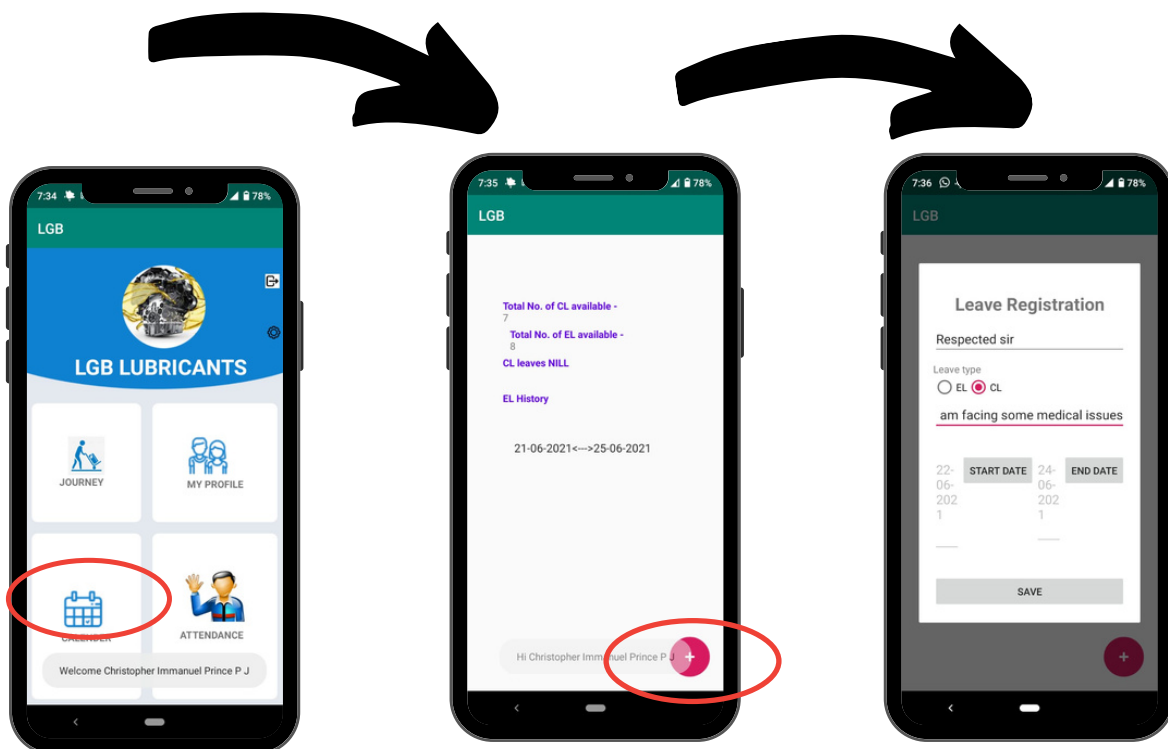 7:34
78%
LGB
LGB LUBRICANTS
JOURNEY
MY PROFILE
CALENDER
ATTENDANCE
Welcome Christopher Immanuel Prince P J
7:35
78%
LGB
Total No. of CL available -
7
Total No. of EL available -
8
CL leaves NILL
EL History
21-06-2021<--->25-06-2021
Hi Christopher Immanuel Prince P J
+
7:36
78%
LGB
Leave Registration
Respected sir
Leave type
EL CL
am facing some medical issues
22-
06-
202
1
START DATE
24-
06-
202
1
END DATE
SAVE
+